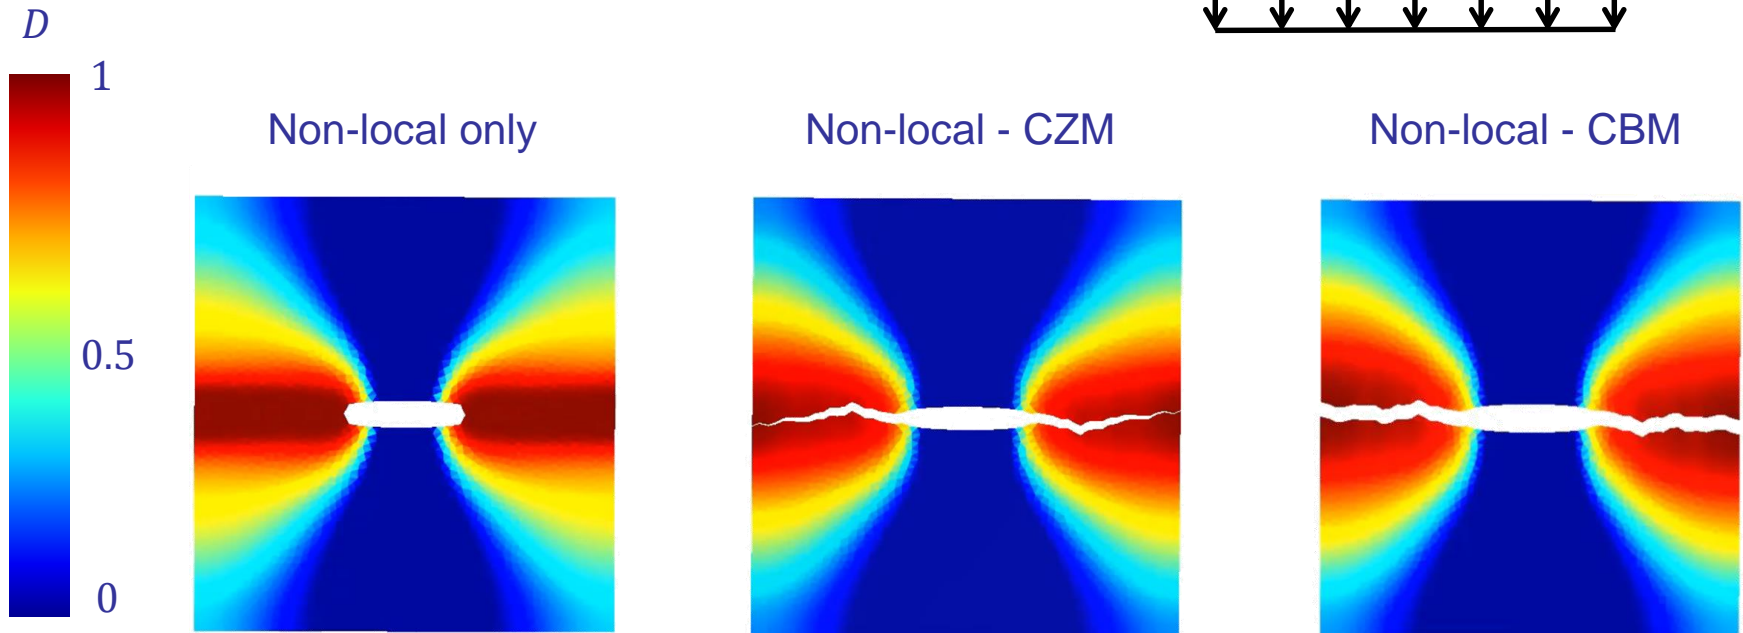 D
1
0.5
0
Non-local only
Non-local - CZM
Non-local - CBM